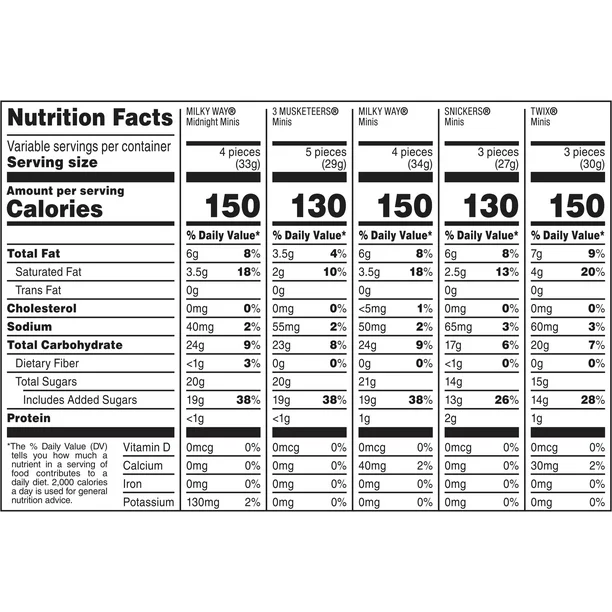 Nutrition Facts
Variable servings per container
Serving size
Amount per serving
Calories
MILKY WAY®
Midnight Minis
4 pieces
(33g)
150
3 MUSKETEERS®
Minis
5 pieces
(29g)
130
MILKY WAY®
Minis
4 pieces
(34g)
150
SNICKERS®
Minis
3 pieces
(27g)
130
TWIX®
Minis
3 pieces
(30g)
150
% Daily Value* % Daily Value* % Daily Value* % Daily Value* % Daily Value*
Total Fat 6g 8% 3.5g 4% 6g 8% 6g 8% 7g 9%
Saturated Fat 3.5g 18% 2g 10% 3.5g 18% 2.5g 13% 4g 20%
Trans Fat 0g 0g 0g 0g 0g
Cholesterol 0mg 0% 0mg 0% <5mg 1% 0mg 0% 0mg 0%
Sodium 40mg 2% 55mg 2% 50mg 2% 65mg 3% 60mg 3%
Total Carbohydrate 24g 9% 23g 8% 24g 9% 17g 6% 20g 7%
Dietary Fiber <1g 3% 0g 0% 0g 0% <1g 0% 0g 0%
Total Sugars 20g 20g 21g 14g 15g
Includes Added Sugars 19g 38% 19g 38% 19g 38% 13g 26% 14g 28%
Protein <1g <1g 1g 2g 1g
*The % Daily Value (DV)
tells you how much a
nutrient in a serving of
food contributes to a
daily diet. 2,000 calories
a day is used for general
nutrition advice.
Vitamin D 0mcg 0% 0mcg 0% 0mcg 0% 0mcg 0% 0mcg 0%
Calcium 0mg 0% 0mg 0% 40mg 2% 0mg 0% 30mg 2%
Iron 0mg 0% 0mg 0% 0mg 0% 0mg 0% 0mg 0%
Potassium 130mg 2% 0mg 0% 0mg 0% 0mg 0% 0mg 0%